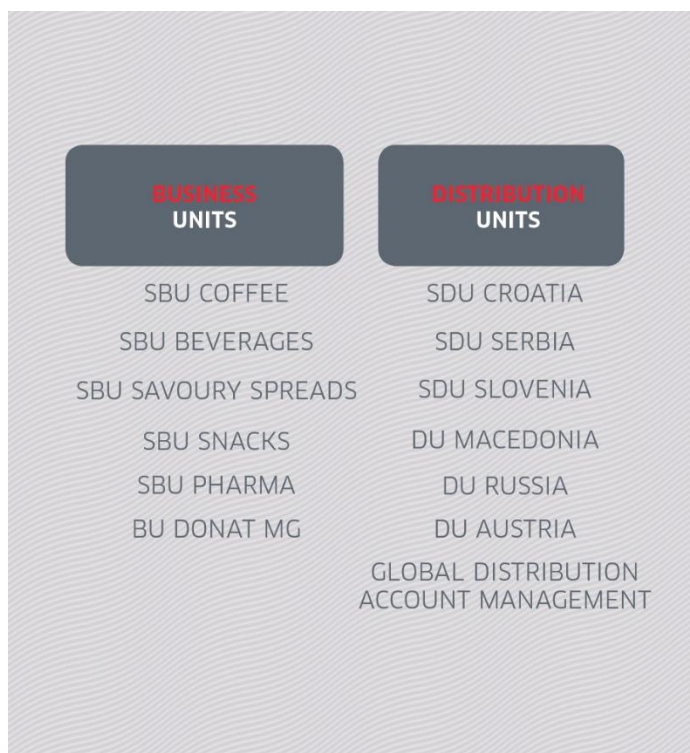 BUSINESS
UNITS
SBU COFFEE
SBU BEVERAGES
SBU SAVOURY SPREADS
SBU SNACKS
SBU PHARMA
BU DONAT MG
DISTRIBUTION
UNITS
SDU CROATIA
SDU SERBIA
SDU SLOVENIA
DU MACEDONIA
DU RUSSIA
DU AUSTRIA
GLOBAL DISTRIBUTION
ACCOUNT MANAGEMENT